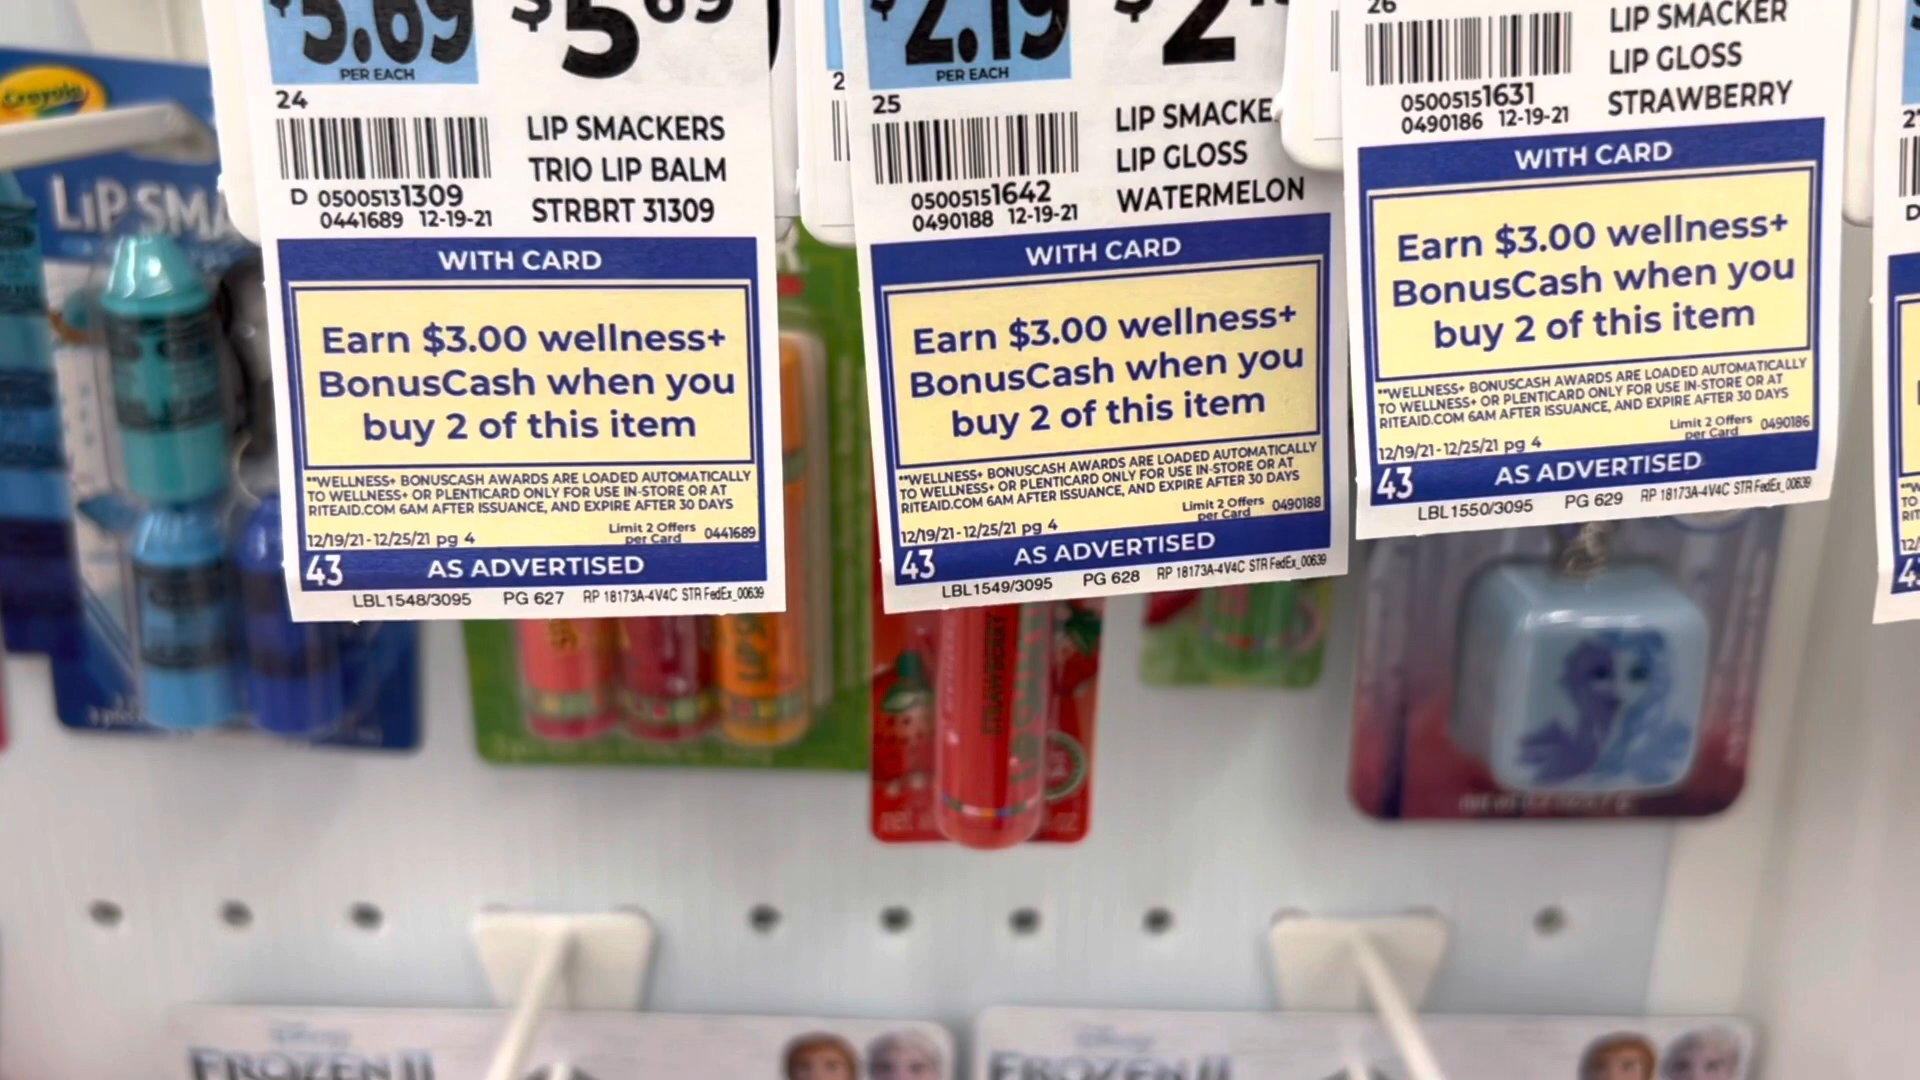 Crayola
LIP SMA
$5.69
PER EACH
$5 69
24
D 05005131309
0441689 12-19-21
LIP SMACKERS
TRIO LIP BALM
STRBRT 31309
WITH CARD
Earn $3.00 wellness+
BonusCash when you
buy 2 of this item
**WELLNESS+ BONUSCASH AWARDS ARE LOADED AUTOMATICALLY
TO WELLNESS+ OR PLENTICARD ONLY FOR USE IN-STORE OR AT
RITEAID.COM 6AM AFTER ISSUANCE, AND EXPIRE AFTER 30 DAYS
12/19/21-12/25/21 pg 4
Limit 2 Offers
per Card
0441689
43 AS ADVERTISED
LBL1548/3095 PG 627 RP 18173A-4V4C STR FedEx_00639
$2.19
PER EACH
$2
25
05005151642
0490188 12-19-21
LIP SMACKE
LIP GLOSS
WATERMELON
WITH CARD
Earn $3.00 wellness+
BonusCash when you
buy 2 of this item
**WELLNESS+ BONUSCASH AWARDS ARE LOADED AUTOMATICALLY
TO WELLNESS+ OR PLENTICARD ONLY FOR USE IN-STORE OR AT
RITEAID.COM 6AM AFTER ISSUANCE, AND EXPIRE AFTER 30 DAYS
12/19/21-12/25/21 pg 4
Limit 2 Offers
per Card
0490188
43 AS ADVERTISED
LBL1549/3095 PG 628 RP 18173A-4V4C STR FedEx_00639
26
05005151631
0490186 12-19-21
LIP SMACKER
LIP GLOSS
STRAWBERRY
WITH CARD
Earn $3.00 wellness+
BonusCash when you
buy 2 of this item
**WELLNESS+ BONUSCASH AWARDS ARE LOADED AUTOMATICALLY
TO WELLNESS+ OR PLENTICARD ONLY FOR USE IN-STORE OR AT
RITEAID.COM 6AM AFTER ISSUANCE, AND EXPIRE AFTER 30 DAYS
12/19/21-12/25/21 pg 4
Limit 2 Offers
per Card
0490186
43 AS ADVERTISED
LBL1550/3095 PG 629 RP 18173A-4V4C STR FedEx_00639
STRAWBERRY
Disney
FROZEN II
Disney
FROZEN II